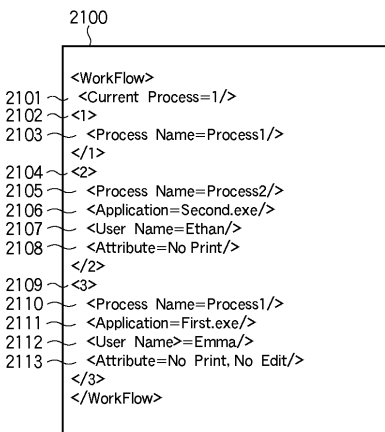 2100
<WorkFlow>
2101 <Current Process=1/>
2102 <1>
2103 <Process Name=Process1/>
</1>
2104 <2>
2105 <Process Name=Process2/>
2106 <Application=Second.exe/>
2107 <User Name=Ethan/>
2108 <Attribute=No Print/>
</2>
2109 <3>
2110 <Process Name=Process1/>
2111 <Application=First.exe/>
2112 <User Name>=Emma/>
2113 <Attribute=No Print, No Edit/>
</3>
</WorkFlow>